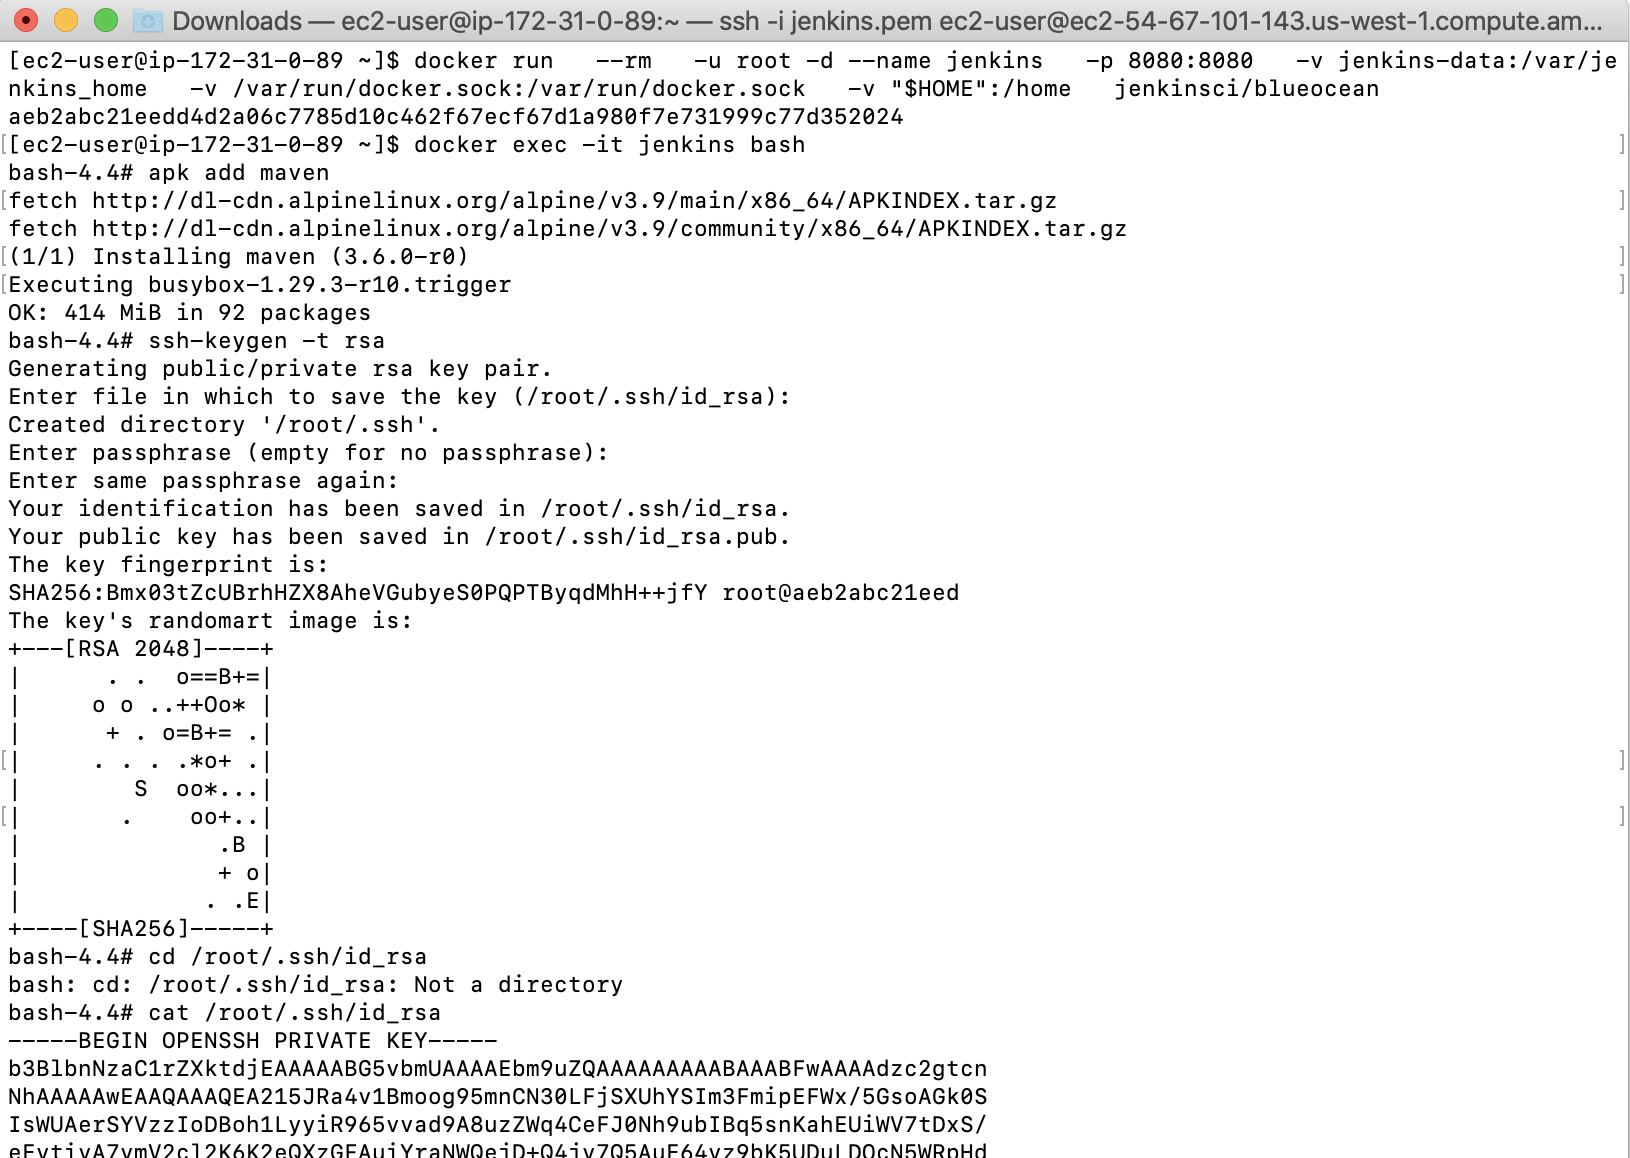 Downloads — ec2-user@ip-172-31-0-89:~ — ssh -i jenkins.pem ec2-user@ec2-54-67-101-143.us-west-1.compute.am...
[ec2-user@ip-172-31-0-89 ~]$ docker run   --rm   -u root -d --name jenkins   -p 8080:8080   -v jenkins-data:/var/je
nkins_home   -v /var/run/docker.sock:/var/run/docker.sock   -v "$HOME":/home   jenkinsci/blueocean
aeb2abc21eedd4d2a06c7785d10c462f67ecf67d1a980f7e731999c77d352024
[ec2-user@ip-172-31-0-89 ~]$ docker exec -it jenkins bash
bash-4.4# apk add maven
fetch http://dl-cdn.alpinelinux.org/alpine/v3.9/main/x86_64/APKINDEX.tar.gz
fetch http://dl-cdn.alpinelinux.org/alpine/v3.9/community/x86_64/APKINDEX.tar.gz
(1/1) Installing maven (3.6.0-r0)
Executing busybox-1.29.3-r10.trigger
OK: 414 MiB in 92 packages
bash-4.4# ssh-keygen -t rsa
Generating public/private rsa key pair.
Enter file in which to save the key (/root/.ssh/id_rsa):
Created directory '/root/.ssh'.
Enter passphrase (empty for no passphrase):
Enter same passphrase again:
Your identification has been saved in /root/.ssh/id_rsa.
Your public key has been saved in /root/.ssh/id_rsa.pub.
The key fingerprint is:
SHA256:Bmx03tZcUBrhHZX8AheVGubyeS0PQPTByqdMhH++jfY root@aeb2abc21eed
The key's randomart image is:
+---[RSA 2048]----+
|      . .  o==B+=|
|     o o ..++Oo* |
|      + . o=B+= .|
|     . . . .*o+ .|
|        S  oo*...|
|       .    oo+..|
|              .B |
|              + o|
|             . .E|
+----[SHA256]-----+
bash-4.4# cd /root/.ssh/id_rsa
bash: cd: /root/.ssh/id_rsa: Not a directory
bash-4.4# cat /root/.ssh/id_rsa
-----BEGIN OPENSSH PRIVATE KEY-----
b3BlbnNzaC1rZXktdjEAAAAABG5vbmUAAAAEbm9uZQAAAAAAAAABAAABFwAAAAdzc2gtcn
NhAAAAAwEAAQAAAQEA215JRa4v1Bmoog95mnCN30LFjSXUhYSIm3FmipEFWx/5GsoAGk0S
IsWUAerSYVzzIoDBoh1LyyiR965vvad9A8uzZWq4CeFJ0Nh9ubIBq5snKahEUiWV7tDxS/